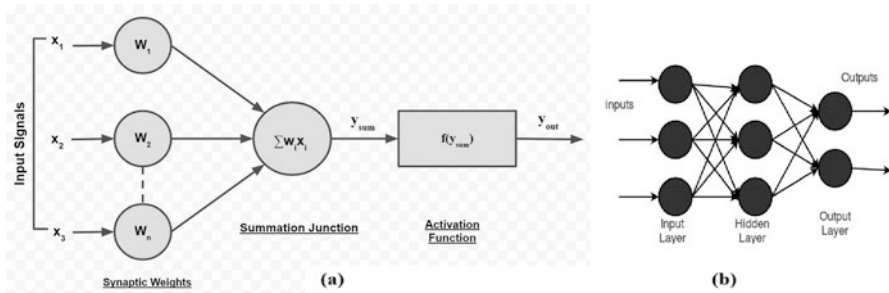 Input Signals
x1
W1
x2
W2
x3
Wn
Synaptic Weights
∑wixi
Summation Junction
ysum
f(ysum)
Activation
Function
yout
(a)
inputs
Outputs
Input
Layer
Hidden
Layer
Output
Layer
(b)